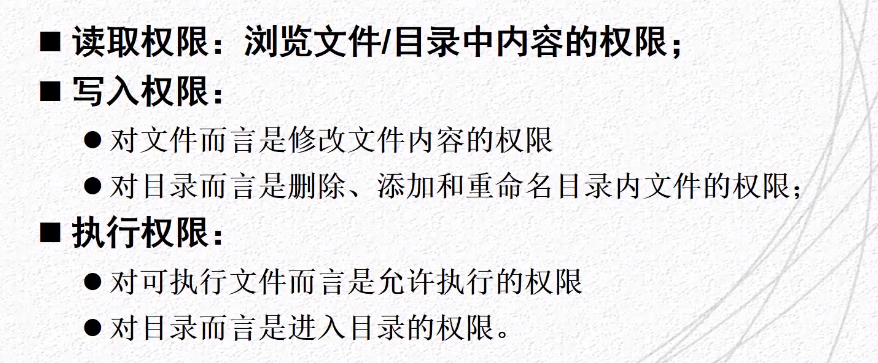 ■ 读取权限：浏览文件/目录中内容的权限；
■ 写入权限：
● 对文件而言是修改文件内容的权限
● 对目录而言是删除、添加和重命名目录内文件的权限；
■ 执行权限：
● 对可执行文件而言是允许执行的权限
● 对目录而言是进入目录的权限。